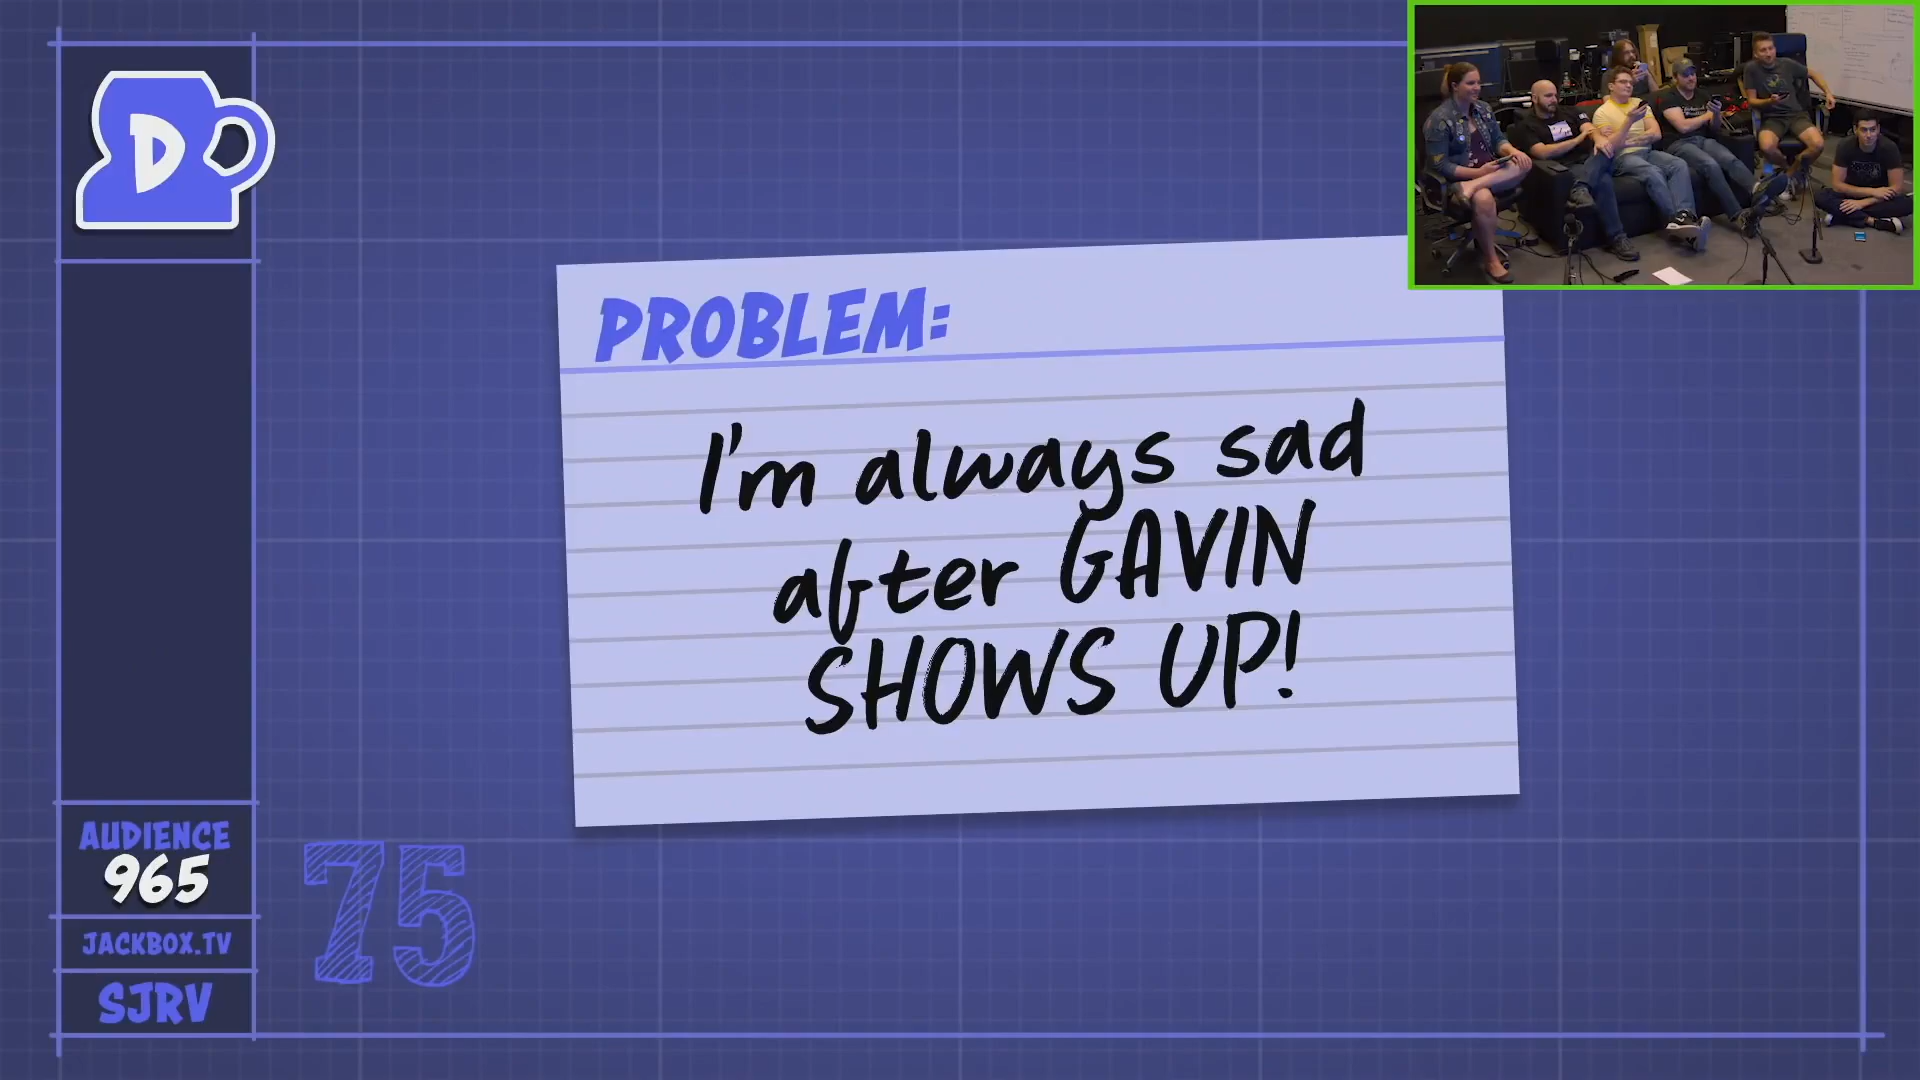 D
PROBLEM:
I'm always sad
after GAVIN
SHOWS UP!
AUDIENCE
965
75
JACKBOX.TV
SJRV